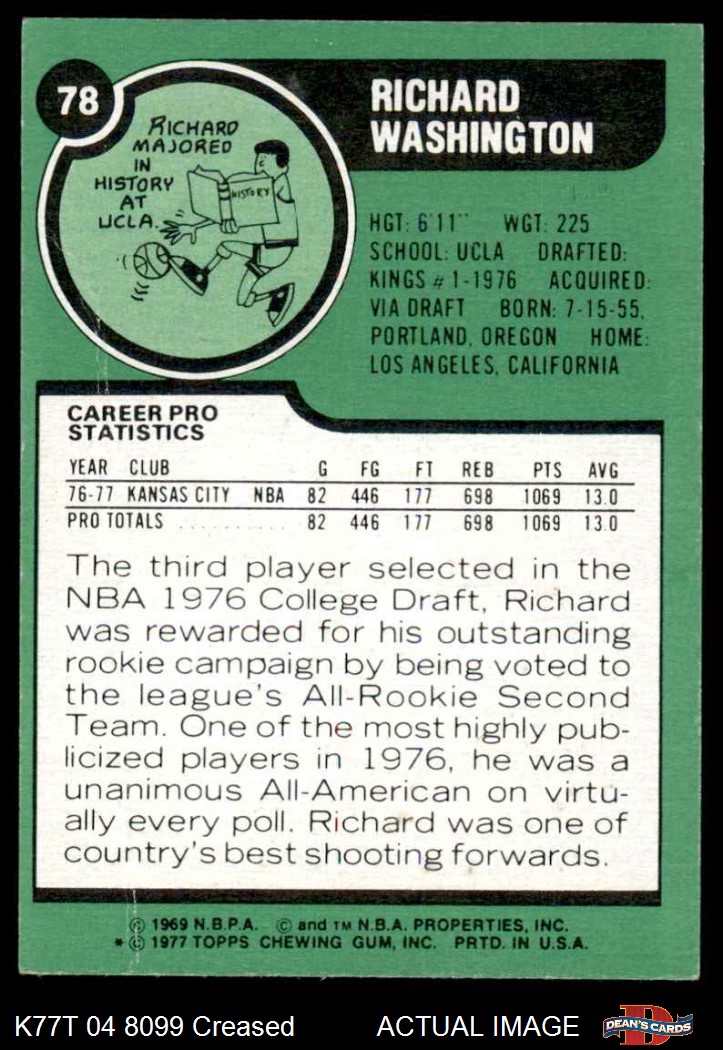 78
RICHARD
WASHINGTON
RICHARD
MAJORED
IN
HISTORY
AT
UCLA.
HISTORY
HGT: 6'11" WGT: 225
SCHOOL: UCLA DRAFTED:
KINGS #1-1976 ACQUIRED:
VIA DRAFT BORN: 7-15-55,
PORTLAND, OREGON HOME:
LOS ANGELES, CALIFORNIA
CAREER PRO
STATISTICS
YEAR CLUB G FG FT REB PTS AVG
76-77 KANSAS CITY NBA 82 446 177 698 1069 13.0
PRO TOTALS .......... 82 446 177 698 1069 13.0
The third player selected in the
NBA 1976 College Draft, Richard
was rewarded for his outstanding
rookie campaign by being voted to
the league's All-Rookie Second
Team. One of the most highly pub-
licized players in 1976, he was a
unanimous All-American on virtu-
ally every poll. Richard was one of
country's best shooting forwards.
© 1969 N.B.P.A. © and TM N.B.A. PROPERTIES, INC.
* © 1977 TOPPS CHEWING GUM, INC. PRTD. IN U.S.A.
K77T 04 8099 Creased ACTUAL IMAGE
DEAN'S CARDS